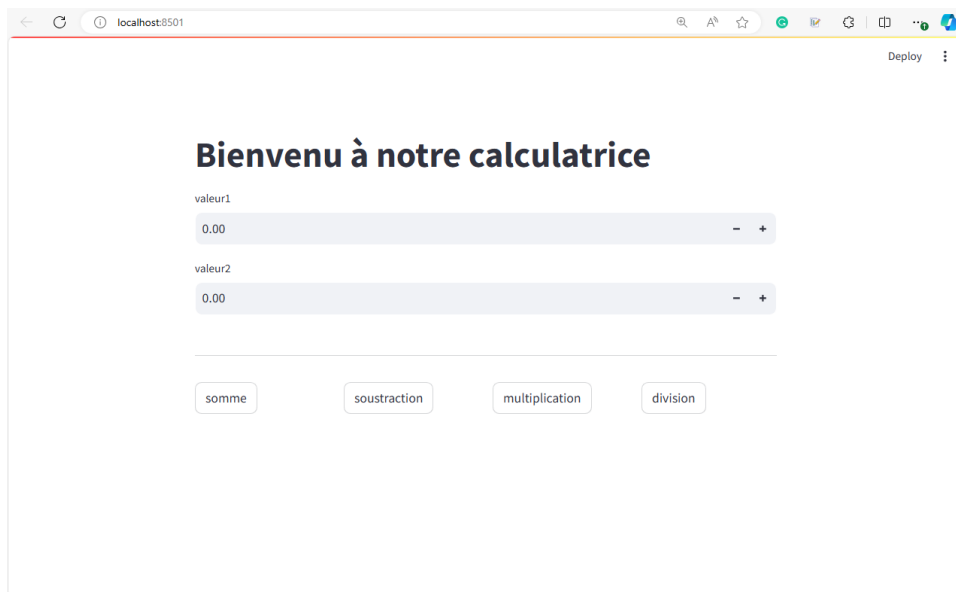 localhost:8501
Deploy
Bienvenu à notre calculatrice
valeur1
0.00
valeur2
0.00
somme soustraction multiplication division